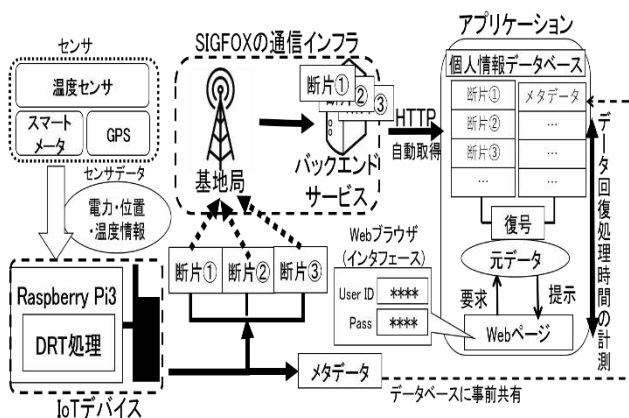 センサ
温度センサ
スマート
メータ
GPS
センサデータ
電力・位置
・温度情報
Raspberry Pi3
DRT処理
IoTデバイス
SIGFOXの通信インフラ
基地局
断片①
断片②
断片③
バックエンド
サービス
HTTP
自動取得
断片①
断片②
断片③
メタデータ
データベースに事前共有
Webブラウザ
(インタフェース)
User ID
****
Pass
****
アプリケーション
個人情報データベース
断片①
メタデータ
断片②
…
断片③
…
…
…
復号
元データ
要求
提示
Webページ
データ回復処理時間の計測